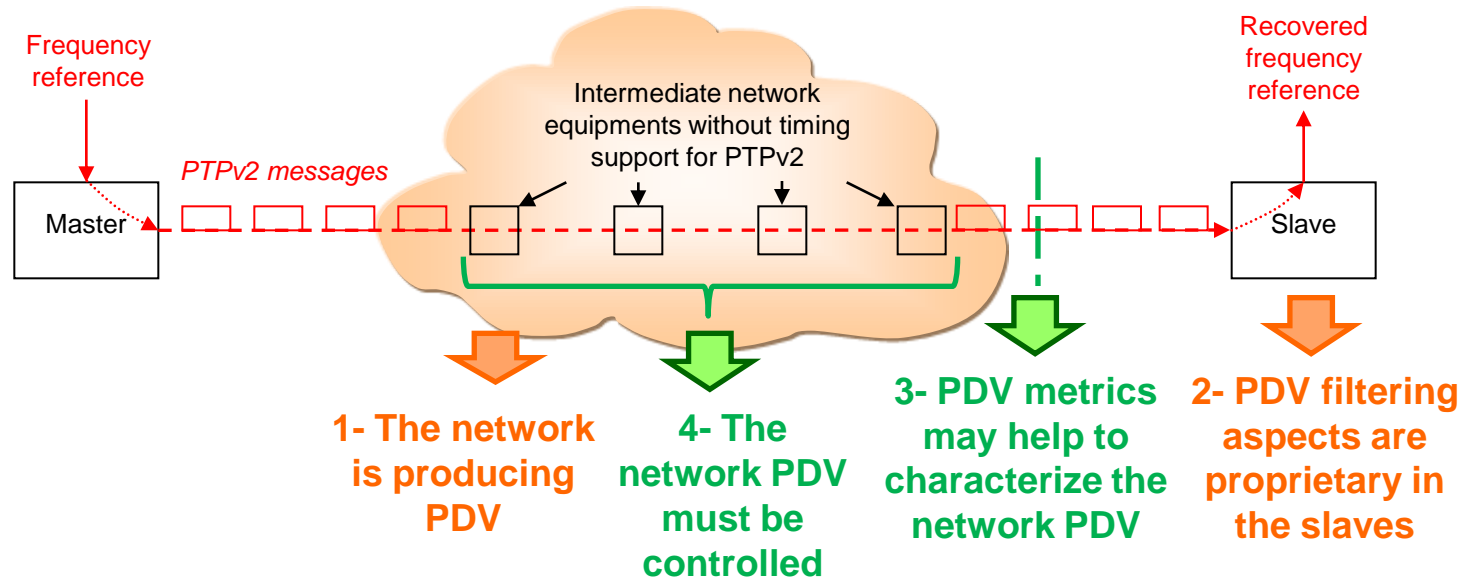 Frequency
reference
Recovered
frequency
reference
Intermediate network
equipments without timing
support for PTPv2
PTPv2 messages
Master
Slave
1- The network
is producing
PDV
4- The
network PDV
must be
controlled
3- PDV metrics
may help to
characterize the
network PDV
2- PDV filtering
aspects are
proprietary in
the slaves